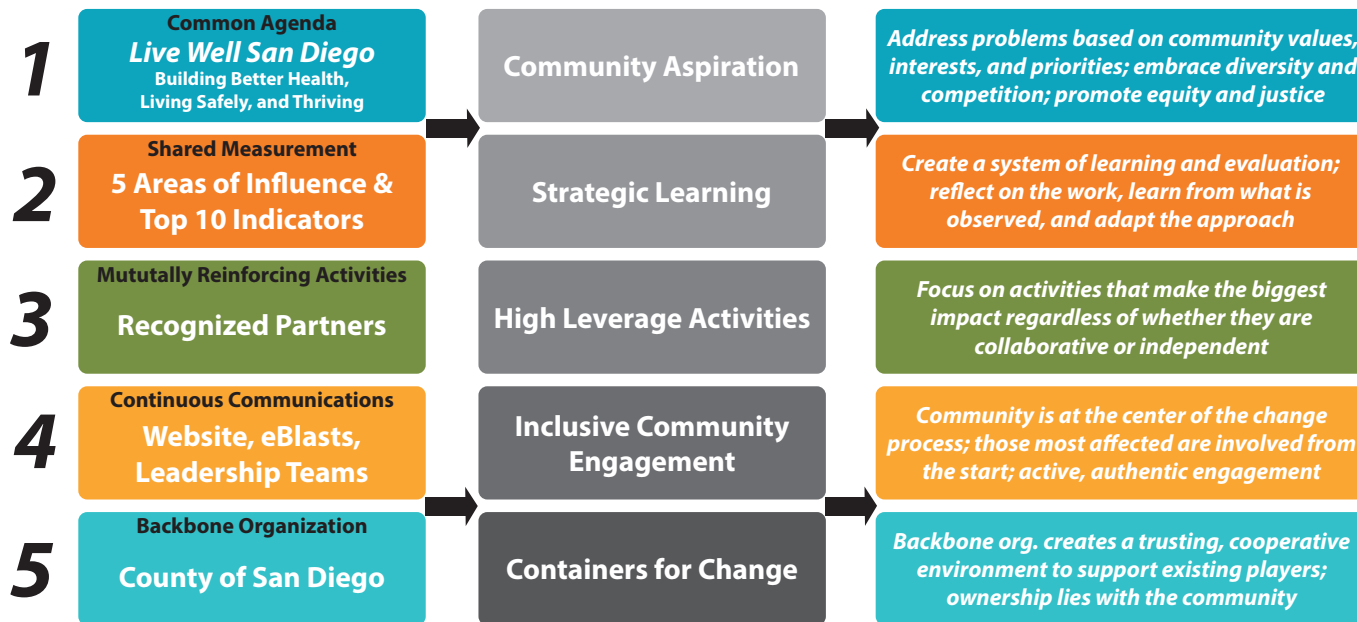 1
Common Agenda
Live Well San Diego
Building Better Health,
Living Safely, and Thriving
Community Aspiration
Address problems based on community values,
interests, and priorities; embrace diversity and
competition; promote equity and justice
2
Shared Measurement
5 Areas of Influence &
Top 10 Indicators
Strategic Learning
Create a system of learning and evaluation;
reflect on the work, learn from what is
observed, and adapt the approach
3
Mututally Reinforcing Activities
Recognized Partners
High Leverage Activities
Focus on activities that make the biggest
impact regardless of whether they are
collaborative or independent
4
Continuous Communications
Website, eBlasts,
Leadership Teams
Inclusive Community
Engagement
Community is at the center of the change
process; those most affected are involved from
the start; active, authentic engagement
5
Backbone Organization
County of San Diego
Containers for Change
Backbone org. creates a trusting, cooperative
environment to support existing players;
ownership lies with the community